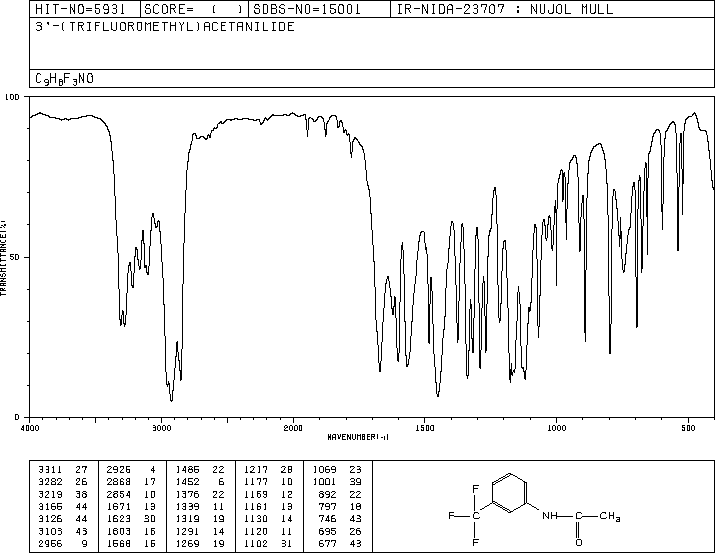 HIT-NO=5931 SCORE= ( ) SDBS-NO=15001 IR-NIDA-23707 : NUJOL MULL
3'-(TRIFLUOROMETHYL)ACETANILIDE
C9H8F3NO
100
50
0
TRANSMITTANCE(%)
4000 3000 2000 1500 1000 500
WAVENUMBER(-1)
3311 27 2925 4 1486 22 1217 28 1069 23
3282 26 2868 17 1452 6 1177 10 1001 39
3219 38 2854 10 1376 22 1169 12 892 22
3165 44 1671 13 1339 11 1161 13 797 18
3126 44 1623 30 1319 19 1130 14 746 43
3103 43 1603 16 1291 14 1120 11 695 26
2956 9 1568 15 1269 19 1102 31 677 43
F
F C NH C CH3
F O